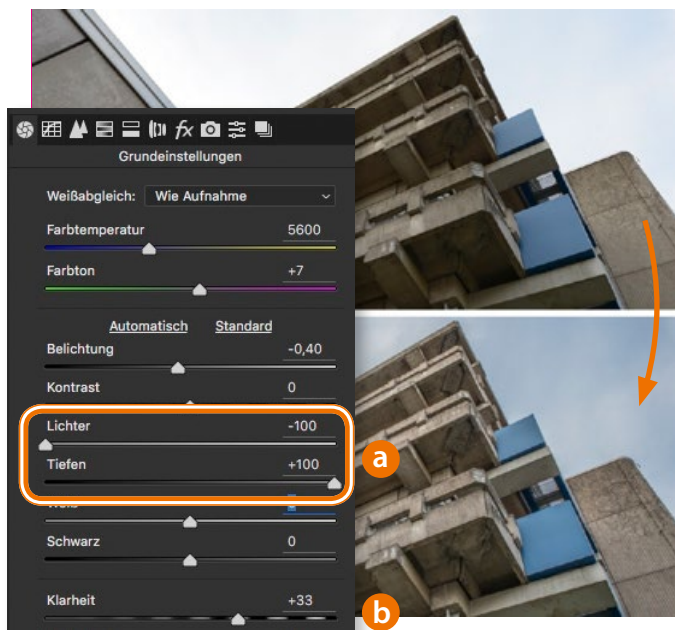 fx
Grundeinstellungen
Weißabgleich: Wie Aufnahme
Farbtemperatur 5600
Farbton +7
Automatisch Standard
Belichtung -0,40
Kontrast 0
Lichter -100
a
Tiefen +100
Schwarz 0
Klarheit +33
b